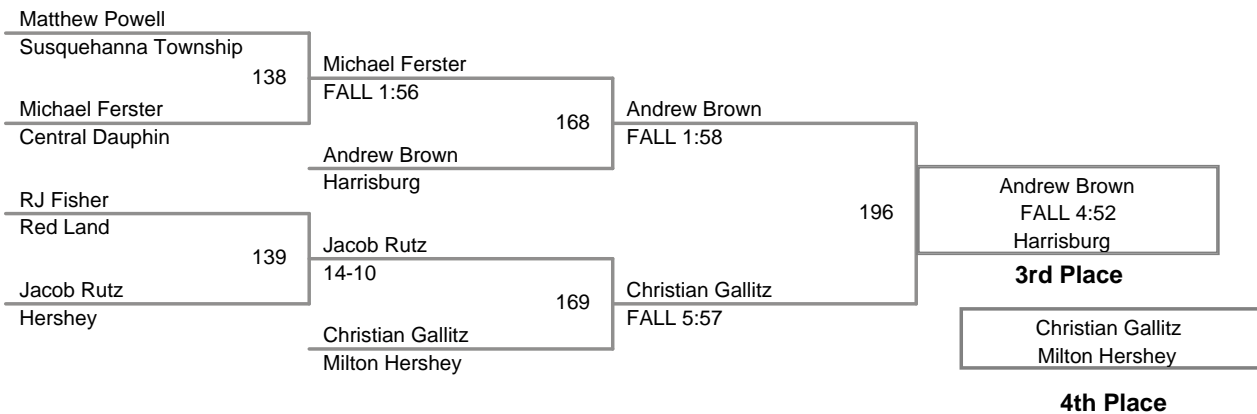 Matthew Powell
Susquehanna Township
138
Michael Ferster
Central Dauphin
RJ Fisher
Red Land
139
Jacob Rutz
Hershey
Michael Ferster
FALL 1:56
168
Andrew Brown
Harrisburg
Jacob Rutz
14-10
169
Christian Gallitz
Milton Hershey
Andrew Brown
FALL 1:58
196
Christian Gallitz
FALL 5:57
Andrew Brown
FALL 4:52
Harrisburg
3rd Place
Christian Gallitz
Milton Hershey
4th Place